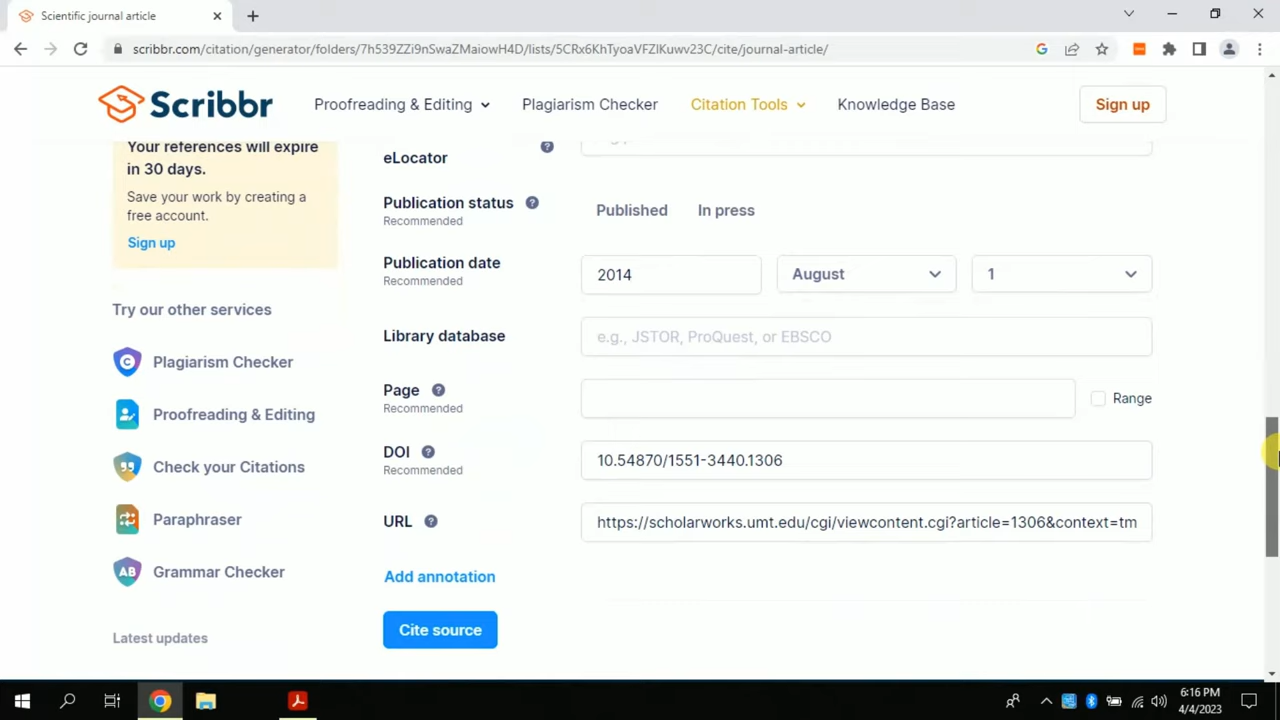 Scientific journal article
scribbr.com/citation/generator/folders/7h539ZZi9nSwaZMaiowH4D/lists/5CRx6KhTyoaVFZlKuwv23C/cite/journal-article/
Scribbr
Proofreading & Editing
Plagiarism Checker
Citation Tools
Knowledge Base
Sign up
Your references will expire
in 30 days.
Save your work by creating a
free account.
Sign up
Try our other services
Plagiarism Checker
Proofreading & Editing
Check your Citations
Paraphraser
AB
Grammar Checker
Latest updates
eLocator
Publication status
Recommended
Published
In press
Publication date
Recommended
2014
August
1
Library database
e.g., JSTOR, ProQuest, or EBSCO
Page
Recommended
Range
DOI
Recommended
10.54870/1551-3440.1306
URL
https://scholarworks.umt.edu/cgi/viewcontent.cgi?article=1306&context=tm
Add annotation
Cite source
6:16 PM
4/4/2023